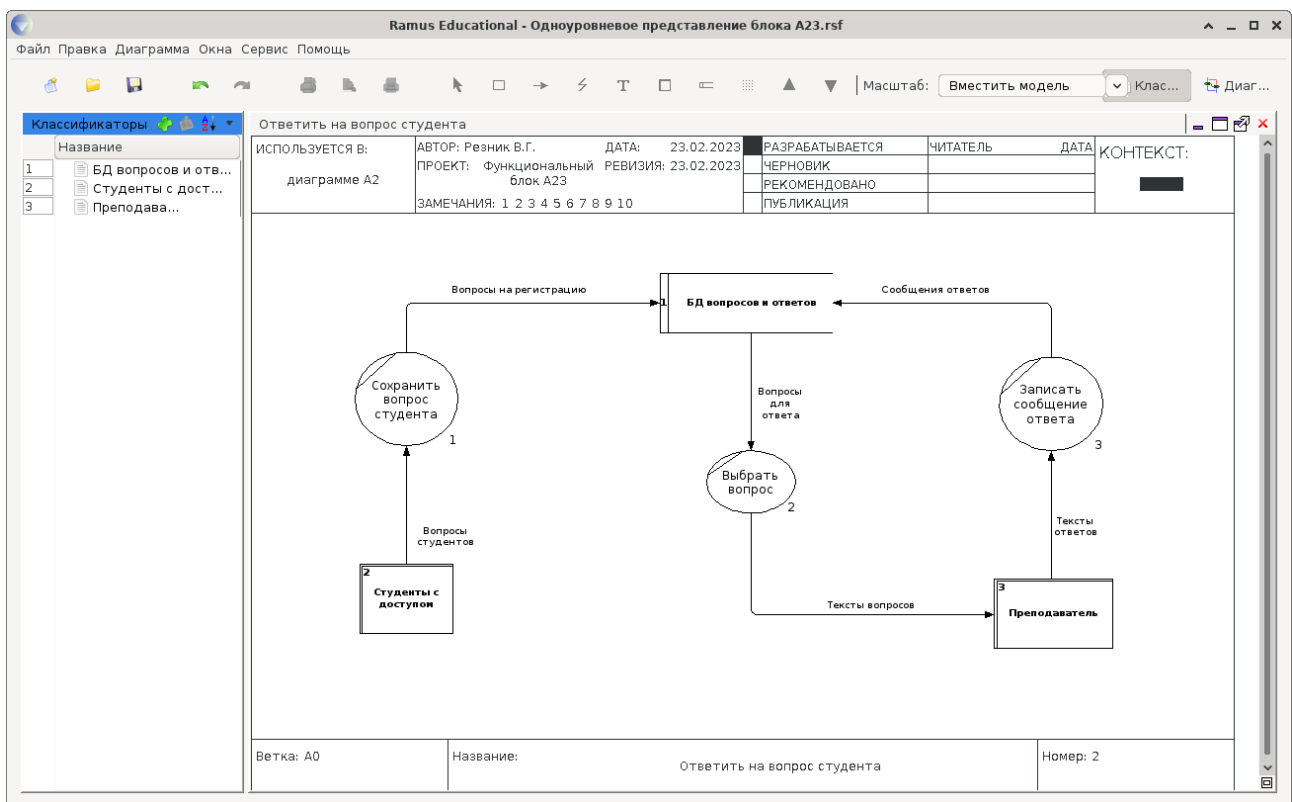 Ramus Educational - Одноуровневое представление блока А23.rsf
Файл Правка Диаграмма Окна Сервис Помощь
Масштаб: Вместить модель Клас... Диаг...
Классификаторы
Название
1 БД вопросов и отв...
2 Студенты с дост...
3 Преподава...
Ответить на вопрос студента
ИСПОЛЬЗУЕТСЯ В:
диаграмме А2
АВТОР: Резник В.Г.
ДАТА: 23.02.2023
ПРОЕКТ: Функциональный
блок А23
РЕВИЗИЯ: 23.02.2023
ЗАМЕЧАНИЯ: 1 2 3 4 5 6 7 8 9 10
РАЗРАБАТЫВАЕТСЯ
ЧЕРНОВИК
РЕКОМЕНДОВАНО
ПУБЛИКАЦИЯ
ЧИТАТЕЛЬ
ДАТА
КОНТЕКСТ:
Вопросы на регистрацию
1
БД вопросов и ответов
Сообщения ответов
Сохранить
вопрос
студента
1
Вопросы
для
ответа
Записать
сообщение
ответа
3
Выбрать
вопрос
2
Вопросы
студентов
Тексты
ответов
2
Студенты с
доступом
Тексты вопросов
3
Преподаватель
Ветка: А0
Название:
Ответить на вопрос студента
Номер: 2